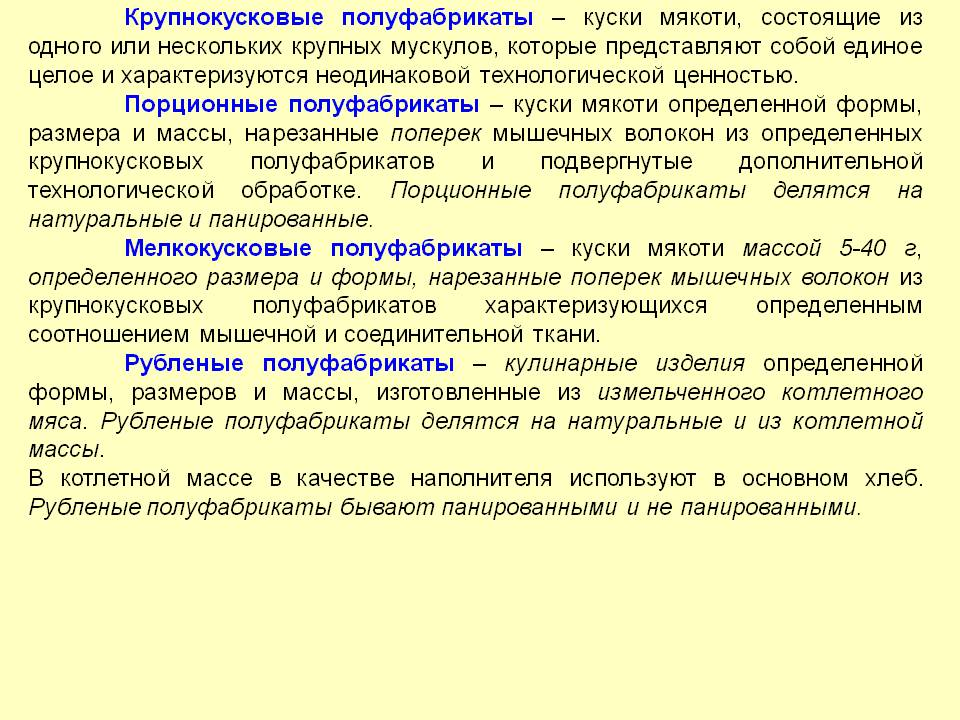 Крупнокусковые полуфабрикаты – куски мякоти, состоящие из
одного или нескольких крупных мускулов, которые представляют собой единое
целое и характеризуются неодинаковой технологической ценностью.
Порционные полуфабрикаты – куски мякоти определенной формы,
размера и массы, нарезанные поперек мышечных волокон из определенных
крупнокусковых полуфабрикатов и подвергнутые дополнительной
технологической обработке. Порционные полуфабрикаты делятся на
натуральные и панированные.
Мелкокусковые полуфабрикаты – куски мякоти массой 5-40 г,
определенного размера и формы, нарезанные поперек мышечных волокон из
крупнокусковых полуфабрикатов характеризующихся определенным
соотношением мышечной и соединительной ткани.
Рубленые полуфабрикаты – кулинарные изделия определенной
формы, размеров и массы, изготовленные из измельченного котлетного
мяса. Рубленые полуфабрикаты делятся на натуральные и из котлетной
массы.
В котлетной массе в качестве наполнителя используют в основном хлеб.
Рубленые полуфабрикаты бывают панированными и не панированными.